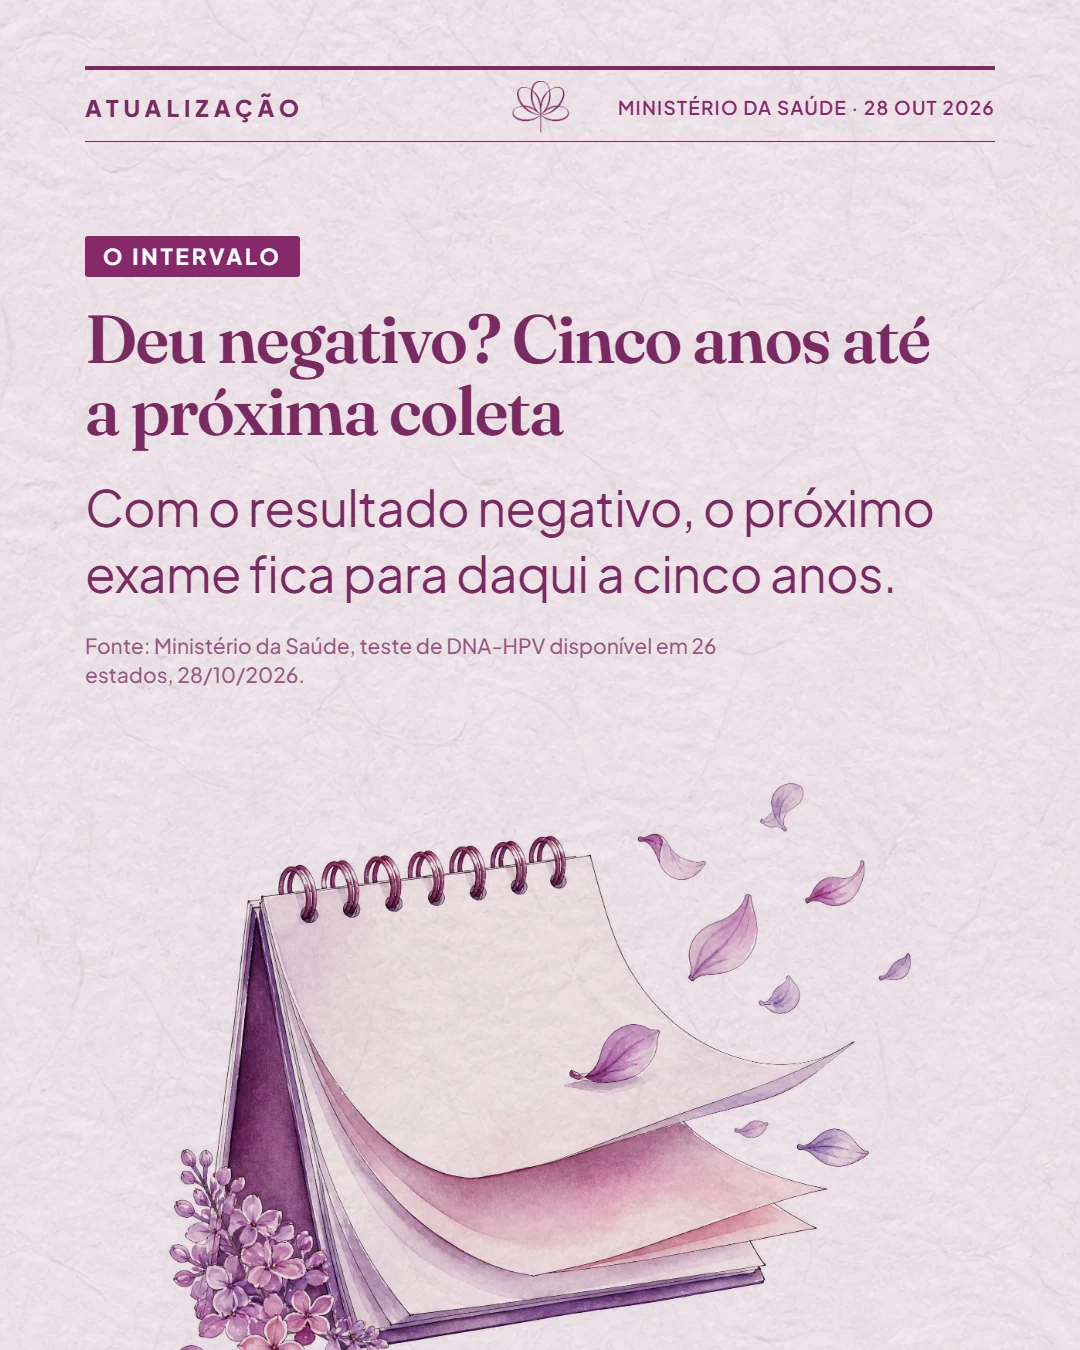 ATUALIZAÇÃO
MINISTÉRIO DA SAÚDE · 28 OUT 2026
O INTERVALO
Deu negativo? Cinco anos até
a próxima coleta
Com o resultado negativo, o próximo
exame fica para daqui a cinco anos.
Fonte: Ministério da Saúde, teste de DNA-HPV disponível em 26
estados, 28/10/2026.